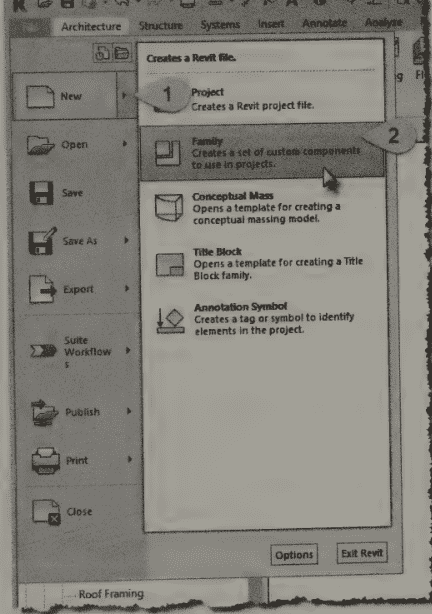 Architecture Structure Systems Insert Annotate Analyze
Creates a Revit file.
New
1
Project
Creates a Revit project file.
2
Open
Family
Creates a set of custom components
to use in projects.
Save
Conceptual Mass
Opens a template for creating a
conceptual massing model.
Save As
Title Block
Opens a template for creating a Title
Block family.
Export
Annotation Symbol
Creates a tag or symbol to identify
elements in the project.
Suite
Workflow
s
Publish
Print
Close
Options Exit Revit
Roof Framing